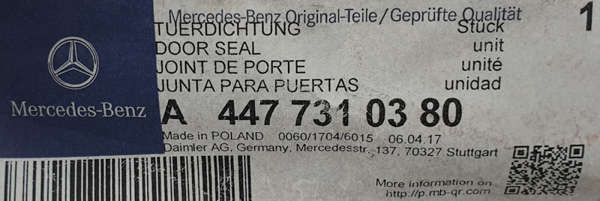 Mercedes-Benz Original-Teile/Geprüfte Qualität
TUERDICHTUNG Stück 1
DOOR SEAL unit
JOINT DE PORTE unité
JUNTA PARA PUERTAS unidad
Mercedes-Benz
A 447 731 03 80
Made in POLAND 0060/1704/6015 06.04.17
Daimler AG, Germany, Mercedesstr. 137, 70327 Stuttgart
More information on
http://p.mb-qr.com/